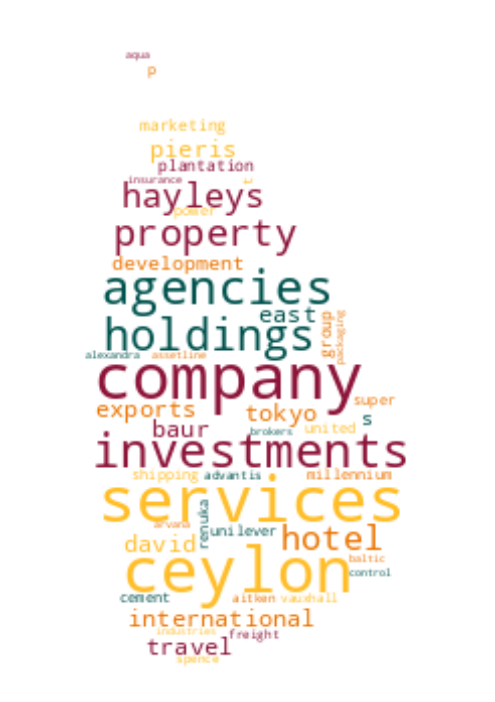 aqua
p
marketing
pieris
plantation
insurance
hayleys
power
property
development
agencies
east
holdings
group
packaging
alexandra assetline
company
super
exports
tokyo
s
baur
brokers
united
investments
shipping advantis
millennium
services
renuka
arvana
unilever
hotel
david
baltic
ceylon
control
cement
aitken vauxhall
international
industries
freight
travel
spence